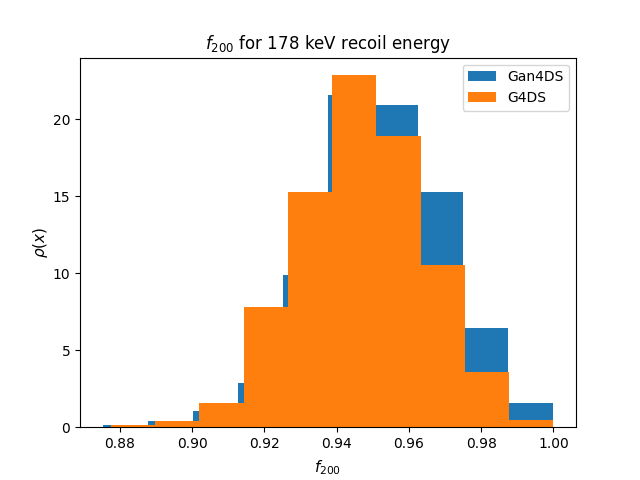 f₂₀₀ for 178 keV recoil energy
Gan4DS
G4DS
20
15
10
5
0
ρ(x)
0.88 0.90 0.92 0.94 0.96 0.98 1.00
f₂₀₀